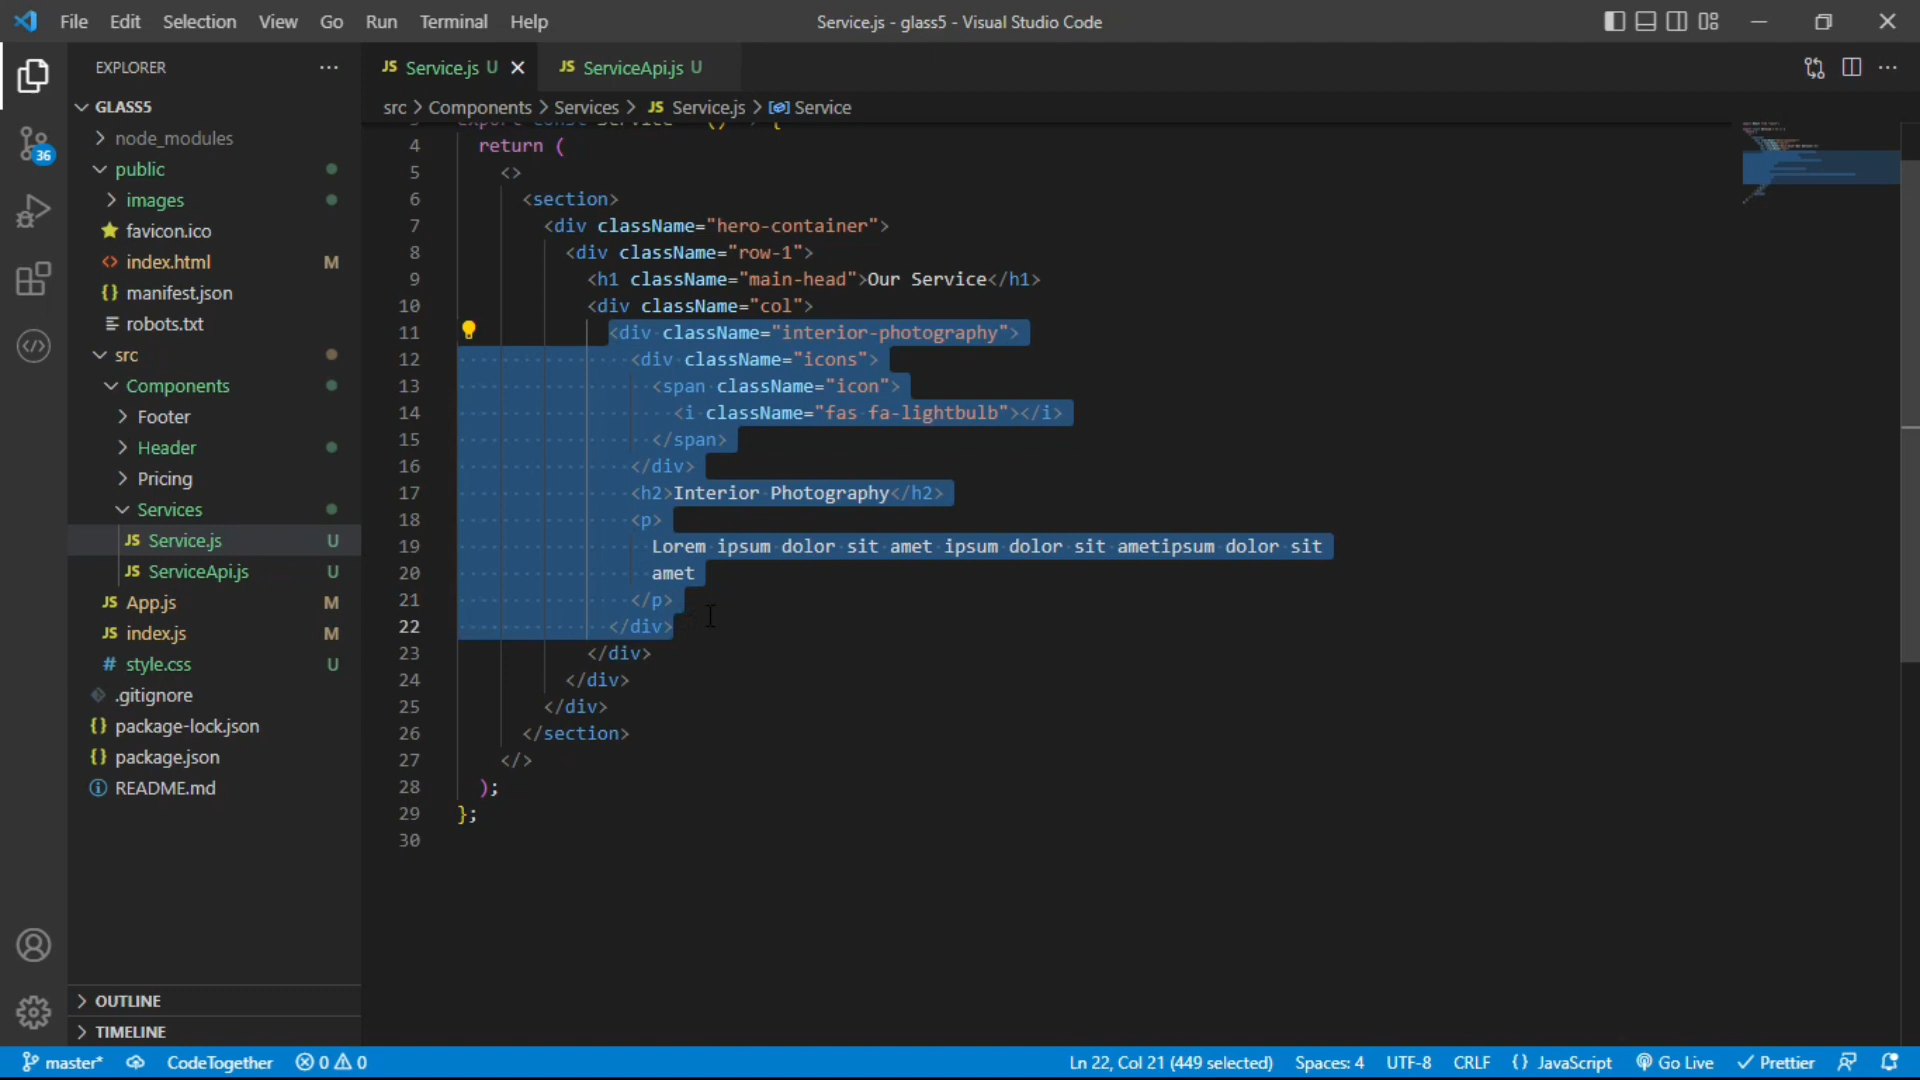 File Edit Selection View Go Run Terminal Help
Service.js - glass5 - Visual Studio Code
EXPLORER
GLASS5
node_modules
public
images
favicon.ico
index.html M
manifest.json
robots.txt
src
Components
Footer
Header
Pricing
Services
JS Service.js U
JS ServiceApi.js U
JS App.js M
JS index.js M
# style.css U
.gitignore
{} package-lock.json
{} package.json
README.md
OUTLINE
TIMELINE
36
JS Service.js U
JS ServiceApi.js U
src > Components > Services > JS Service.js > Service
4 return (
5 <>
6 <section>
7 <div className="hero-container">
8 <div className="row-1">
9 <h1 className="main-head">Our Service</h1>
10 <div className="col">
11 <div className="interior-photography">
12 <div className="icons">
13 <span className="icon">
14 <i className="fas fa-lightbulb"></i>
15 </span>
16 </div>
17 <h2>Interior Photography</h2>
18 <p>
19 Lorem ipsum dolor sit amet ipsum dolor sit ametipsum dolor sit
20 amet
21 </p>
22 </div>
23 </div>
24 </div>
25 </div>
26 </section>
27 </>
28 );
29 };
30
master* CodeTogether 0 0
Ln 22, Col 21 (449 selected) Spaces: 4 UTF-8 CRLF {} JavaScript Go Live Prettier